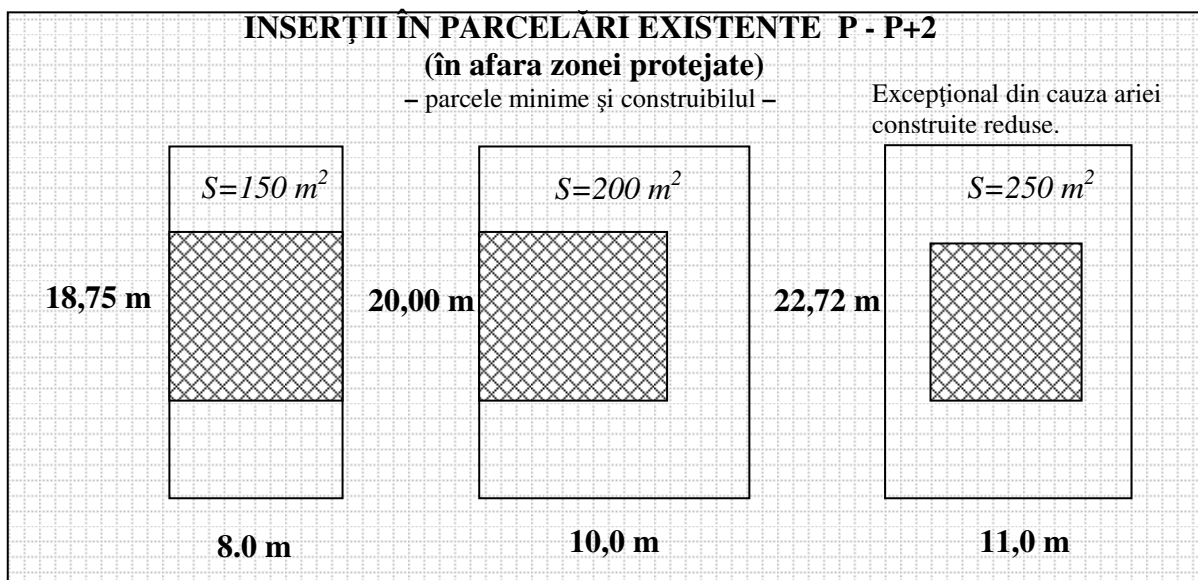 INSERŢII ÎN PARCELĂRI EXISTENTE P - P+2
(în afara zonei protejate)
– parcele minime şi construibilul –
Excepţional din cauza ariei
construite reduse.
S=150 m²
S=200 m²
S=250 m²
18,75 m
20,00 m
22,72 m
8.0 m
10,0 m
11,0 m